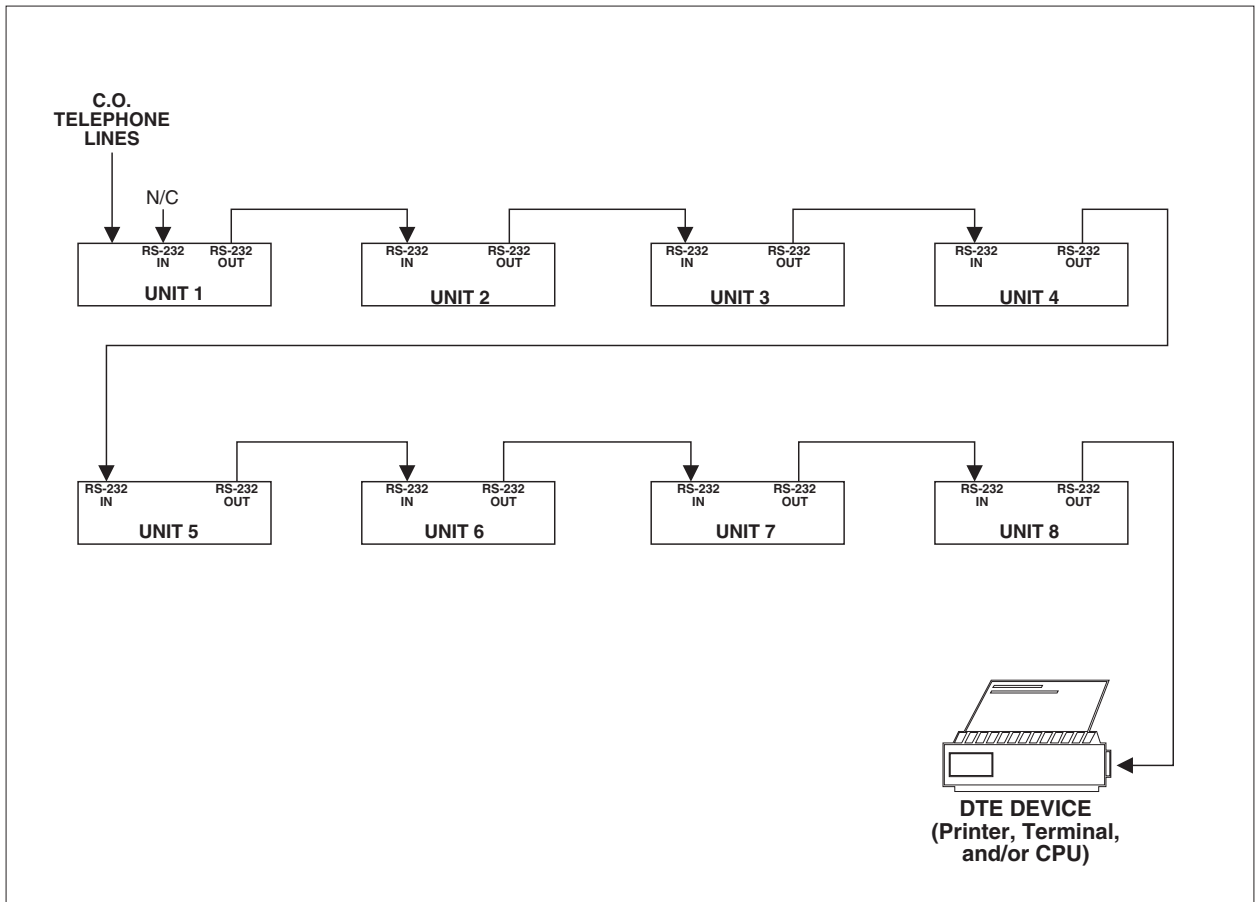 C.O.
TELEPHONE
LINES
N/C
RS-232
IN
RS-232
OUT
UNIT 1
RS-232
IN
RS-232
OUT
UNIT 2
RS-232
IN
RS-232
OUT
UNIT 3
RS-232
IN
RS-232
OUT
UNIT 4
RS-232
IN
RS-232
OUT
UNIT 5
RS-232
IN
RS-232
OUT
UNIT 6
RS-232
IN
RS-232
OUT
UNIT 7
RS-232
IN
RS-232
OUT
UNIT 8
DTE DEVICE
(Printer, Terminal,
and/or CPU)